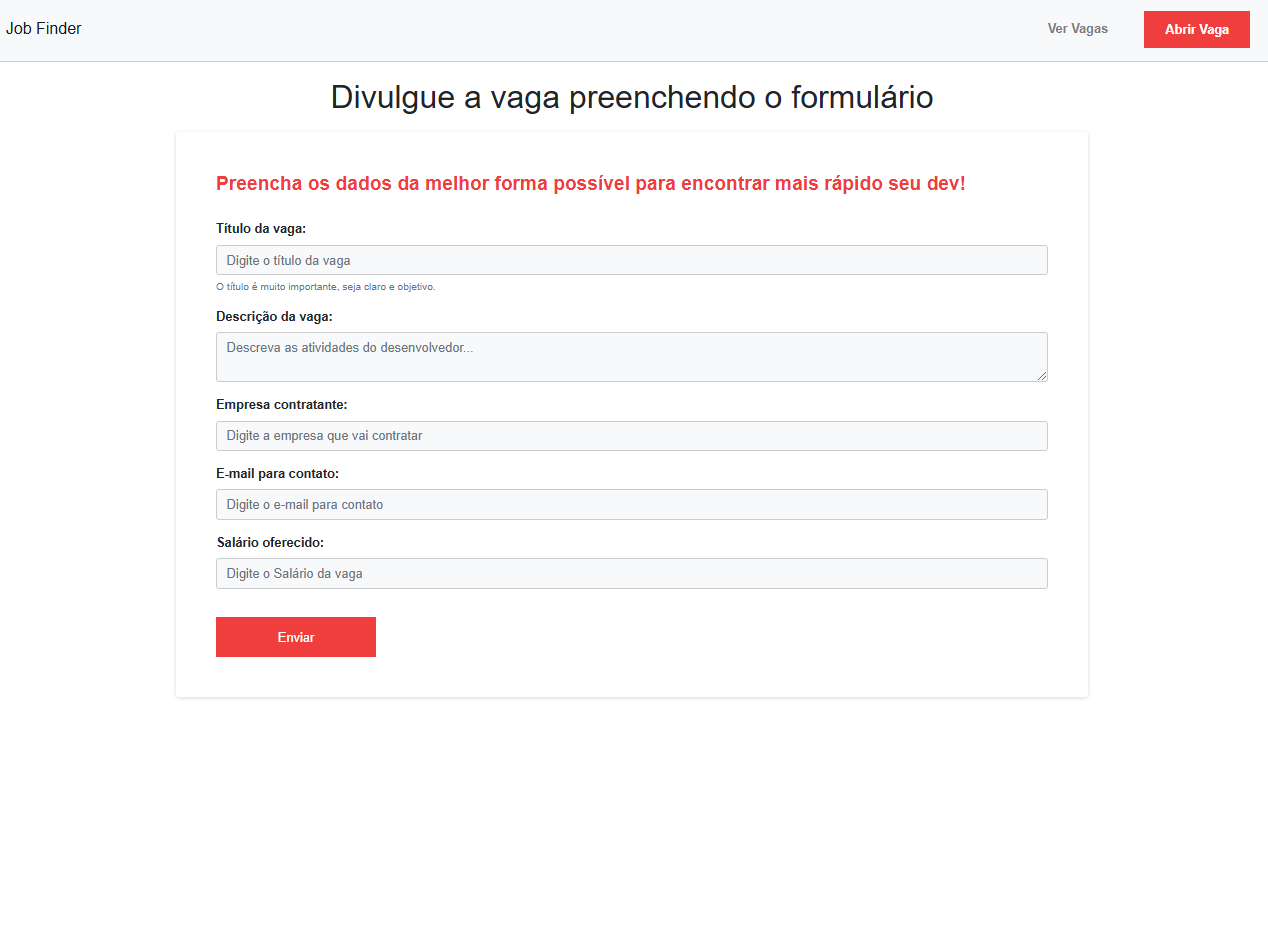 Job Finder
Ver Vagas
Abrir Vaga
Divulgue a vaga preenchendo o formulário
Preencha os dados da melhor forma possível para encontrar mais rápido seu dev!
Título da vaga:
Digite o título da vaga
O título é muito importante, seja claro e objetivo.
Descrição da vaga:
Descreva as atividades do desenvolvedor...
Empresa contratante:
Digite a empresa que vai contratar
E-mail para contato:
Digite o e-mail para contato
Salário oferecido:
Digite o Salário da vaga
Enviar